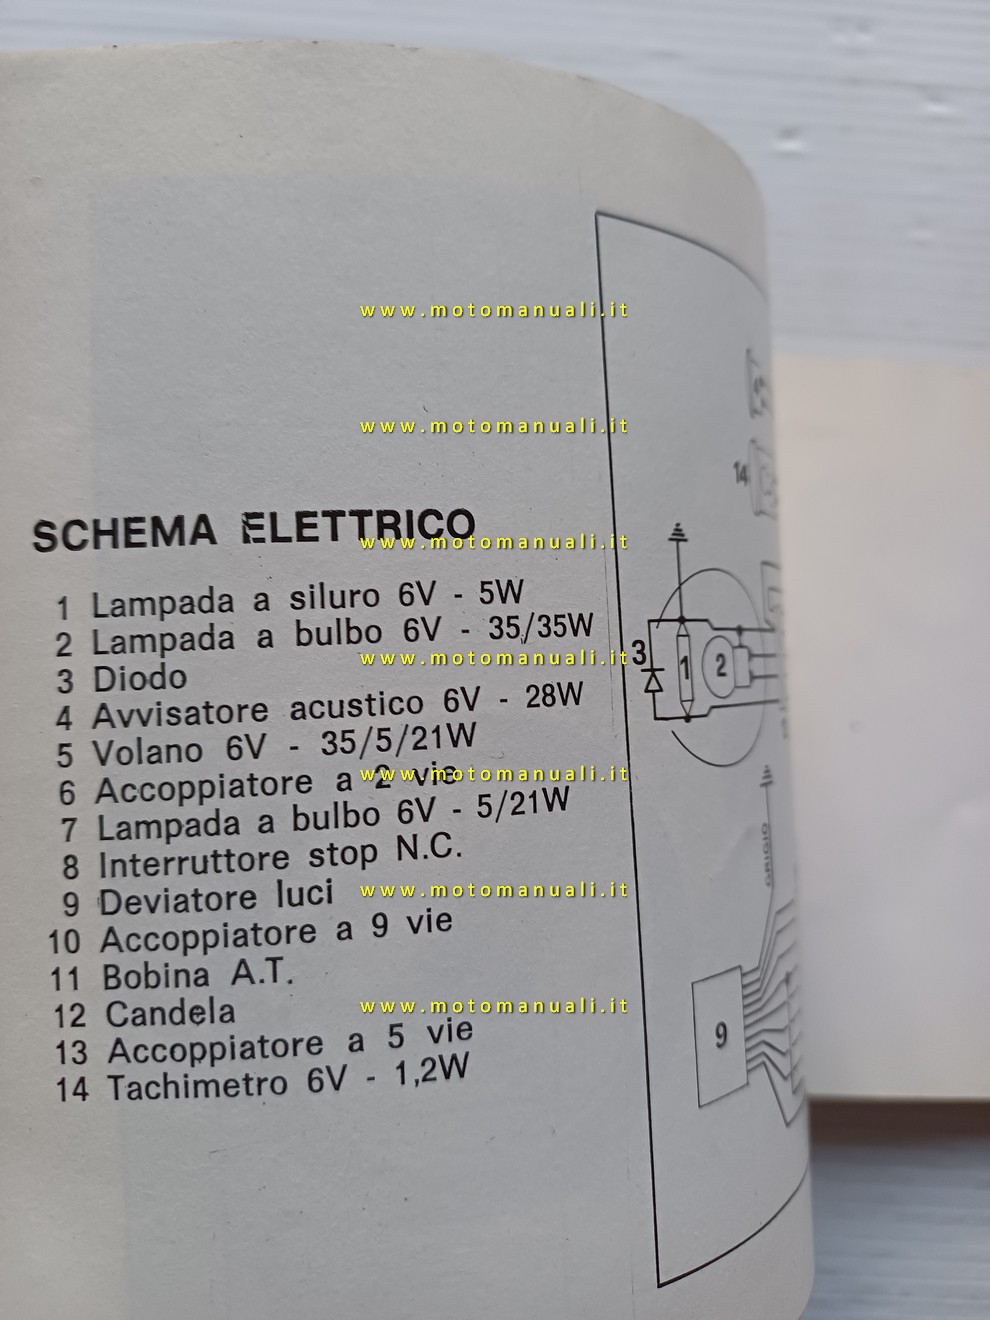 SCHEMA ELETTRICO
1 Lampada a siluro 6V - 5W
2 Lampada a bulbo 6V - 35/35W
3 Diodo
4 Avvisatore acustico 6V - 28W
5 Volano 6V - 35/5/21W
6 Accoppiatore a 2 vie
7 Lampada a bulbo 6V - 5/21W
8 Interruttore stop N.C.
9 Deviatore luci
10 Accoppiatore a 9 vie
11 Bobina A.T.
12 Candela
13 Accoppiatore a 5 vie
14 Tachimetro 6V - 1,2W
14
3
1
2
GRIGIO
9
www.motomanuali.it
www.motomanuali.it
www.motomanuali.it
www.motomanuali.it
www.motomanuali.it
www.motomanuali.it
www.motomanuali.it